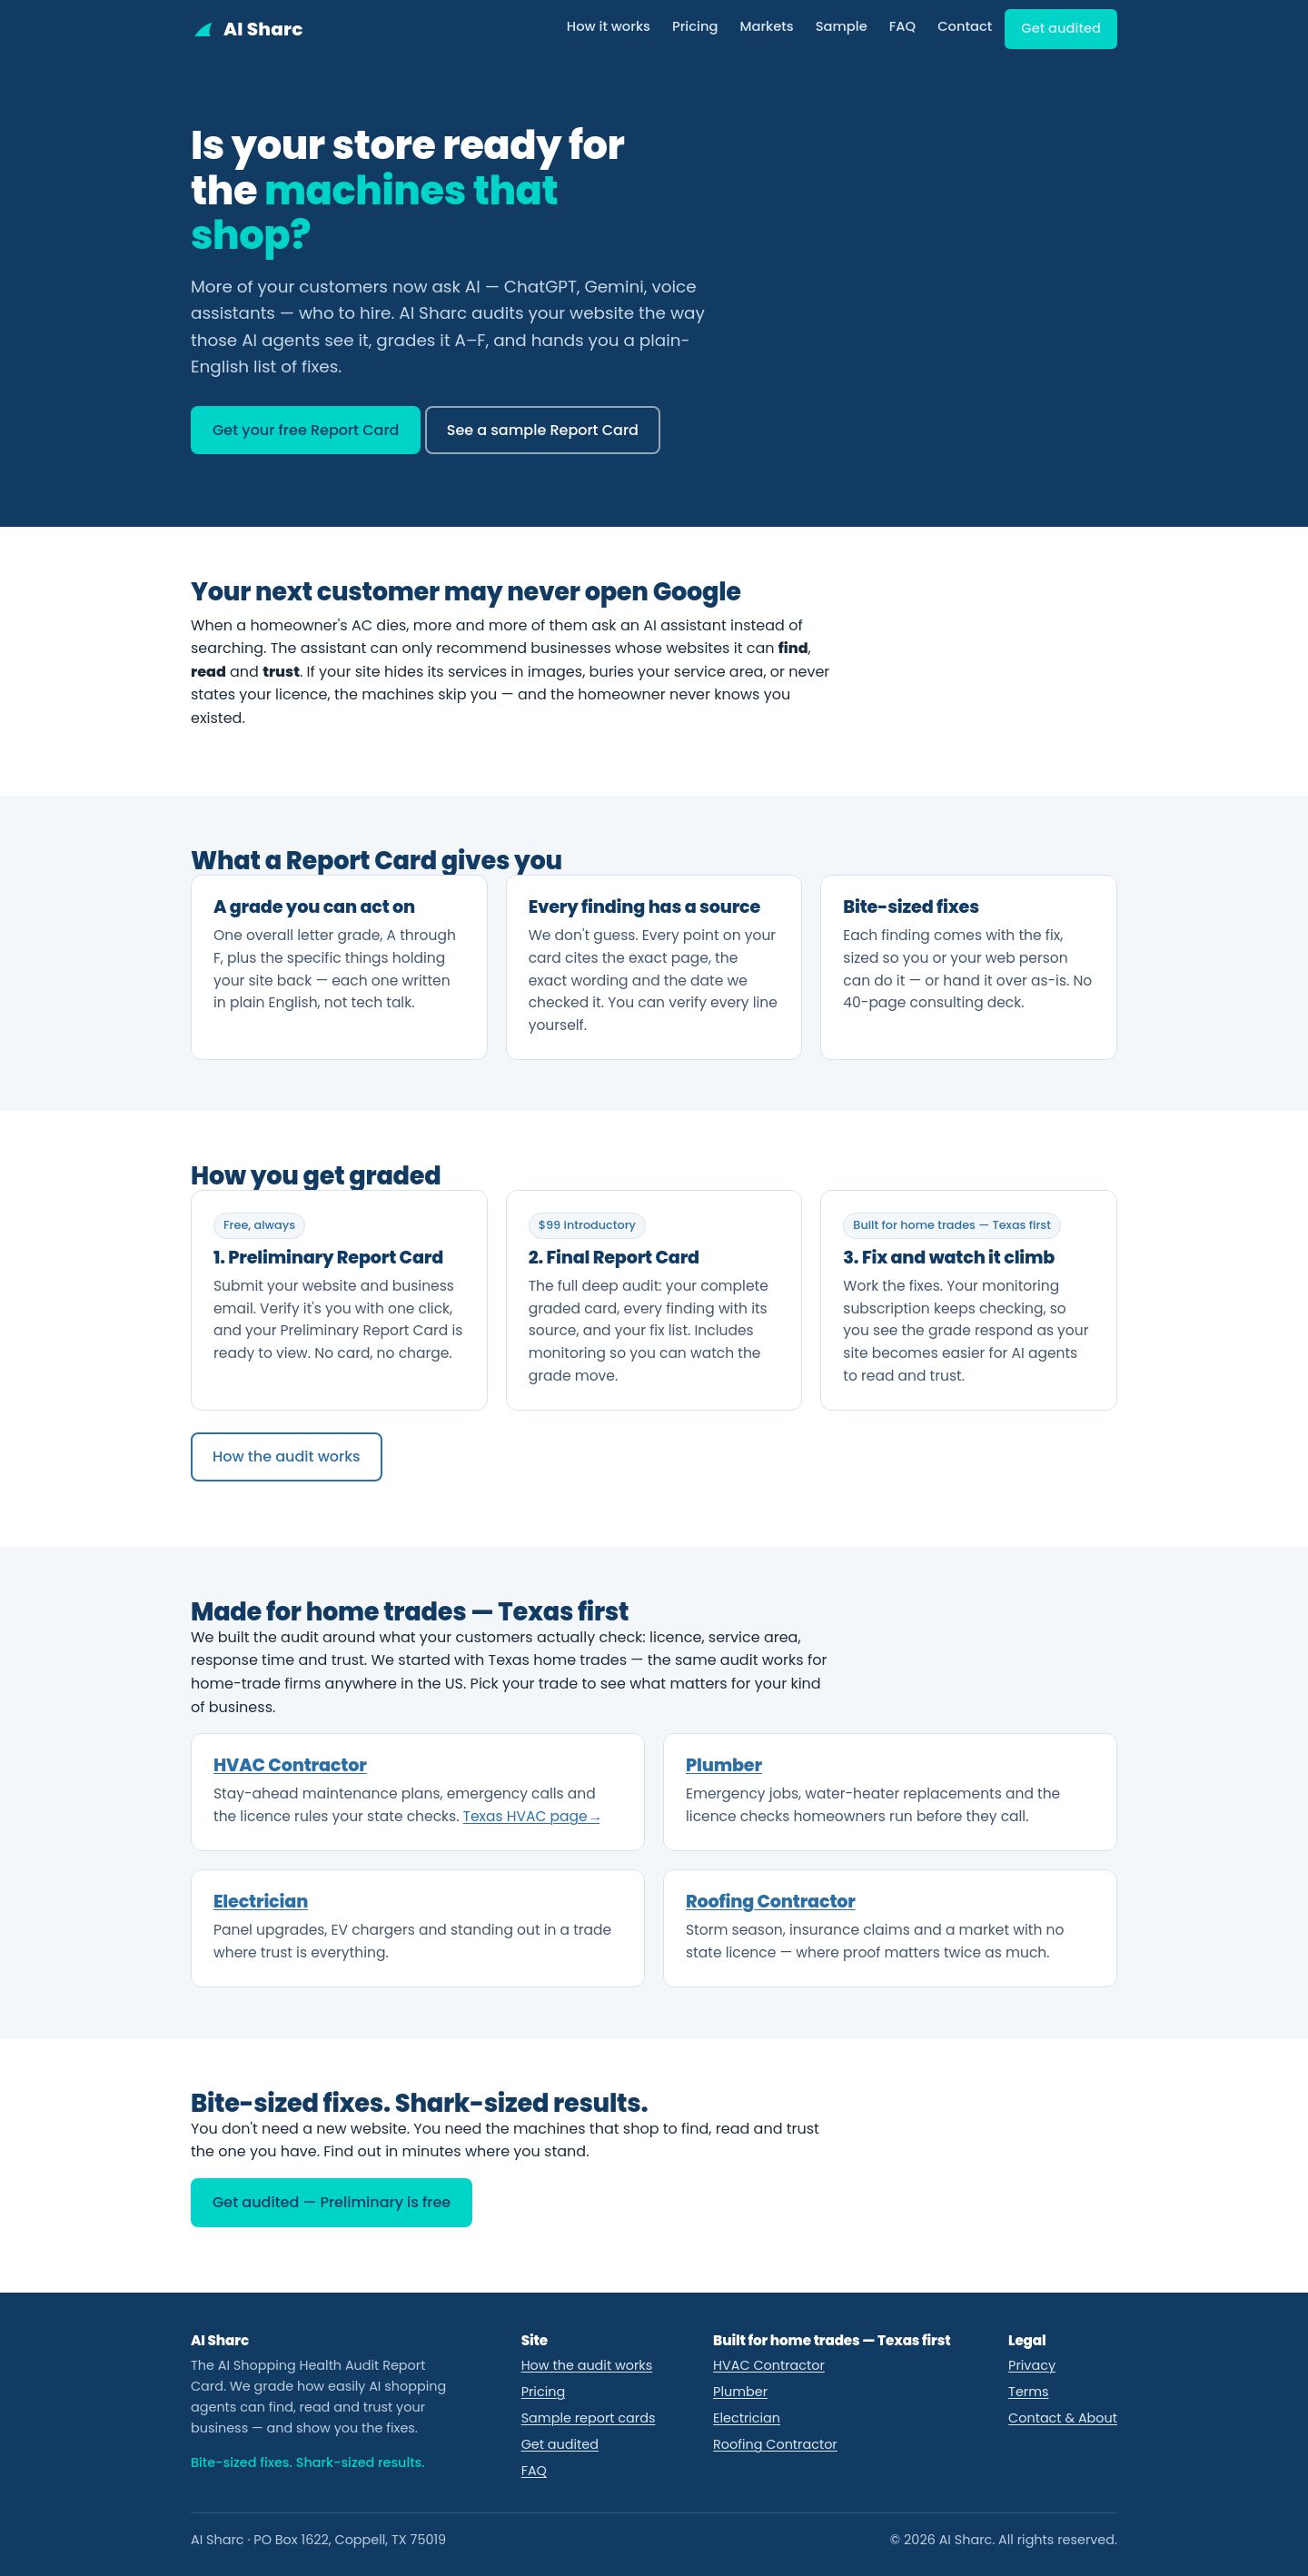 AI Sharc
How it works
Pricing
Markets
Sample
FAQ
Contact
Get audited
Is your store ready for
the machines that
shop?
More of your customers now ask AI — ChatGPT, Gemini, voice
assistants — who to hire. AI Sharc audits your website the way
those AI agents see it, grades it A–F, and hands you a plain-
English list of fixes.
Get your free Report Card
See a sample Report Card
Your next customer may never open Google
When a homeowner's AC dies, more and more of them ask an AI assistant instead of
searching. The assistant can only recommend businesses whose websites it can find,
read and trust. If your site hides its services in images, buries your service area, or never
states your licence, the machines skip you — and the homeowner never knows you
existed.
What a Report Card gives you
A grade you can act on
One overall letter grade, A through
F, plus the specific things holding
your site back — each one written
in plain English, not tech talk.
Every finding has a source
We don't guess. Every point on your
card cites the exact page, the
exact wording and the date we
checked it. You can verify every line
yourself.
Bite-sized fixes
Each finding comes with the fix,
sized so you or your web person
can do it — or hand it over as-is. No
40-page consulting deck.
How you get graded
Free, always
1. Preliminary Report Card
Submit your website and business
email. Verify it's you with one click,
and your Preliminary Report Card is
ready to view. No card, no charge.
$99 Introductory
2. Final Report Card
The full deep audit: your complete
graded card, every finding with its
source, and your fix list. Includes
monitoring so you can watch the
grade move.
Built for home trades — Texas first
3. Fix and watch it climb
Work the fixes. Your monitoring
subscription keeps checking, so
you see the grade respond as your
site becomes easier for AI agents
to read and trust.
How the audit works
Made for home trades — Texas first
We built the audit around what your customers actually check: licence, service area,
response time and trust. We started with Texas home trades — the same audit works for
home-trade firms anywhere in the US. Pick your trade to see what matters for your kind
of business.
HVAC Contractor
Stay-ahead maintenance plans, emergency calls and
the licence rules your state checks. Texas HVAC page→
Plumber
Emergency jobs, water-heater replacements and the
licence checks homeowners run before they call.
Electrician
Panel upgrades, EV chargers and standing out in a trade
where trust is everything.
Roofing Contractor
Storm season, insurance claims and a market with no
state licence — where proof matters twice as much.
Bite-sized fixes. Shark-sized results.
You don't need a new website. You need the machines that shop to find, read and trust
the one you have. Find out in minutes where you stand.
Get audited — Preliminary is free
AI Sharc
The AI Shopping Health Audit Report
Card. We grade how easily AI shopping
agents can find, read and trust your
business — and show you the fixes.
Bite-sized fixes. Shark-sized results.
Site
How the audit works
Pricing
Sample report cards
Get audited
FAQ
Built for home trades — Texas first
HVAC Contractor
Plumber
Electrician
Roofing Contractor
Legal
Privacy
Terms
Contact & About
AI Sharc · PO Box 1622, Coppell, TX 75019
© 2026 AI Sharc. All rights reserved.